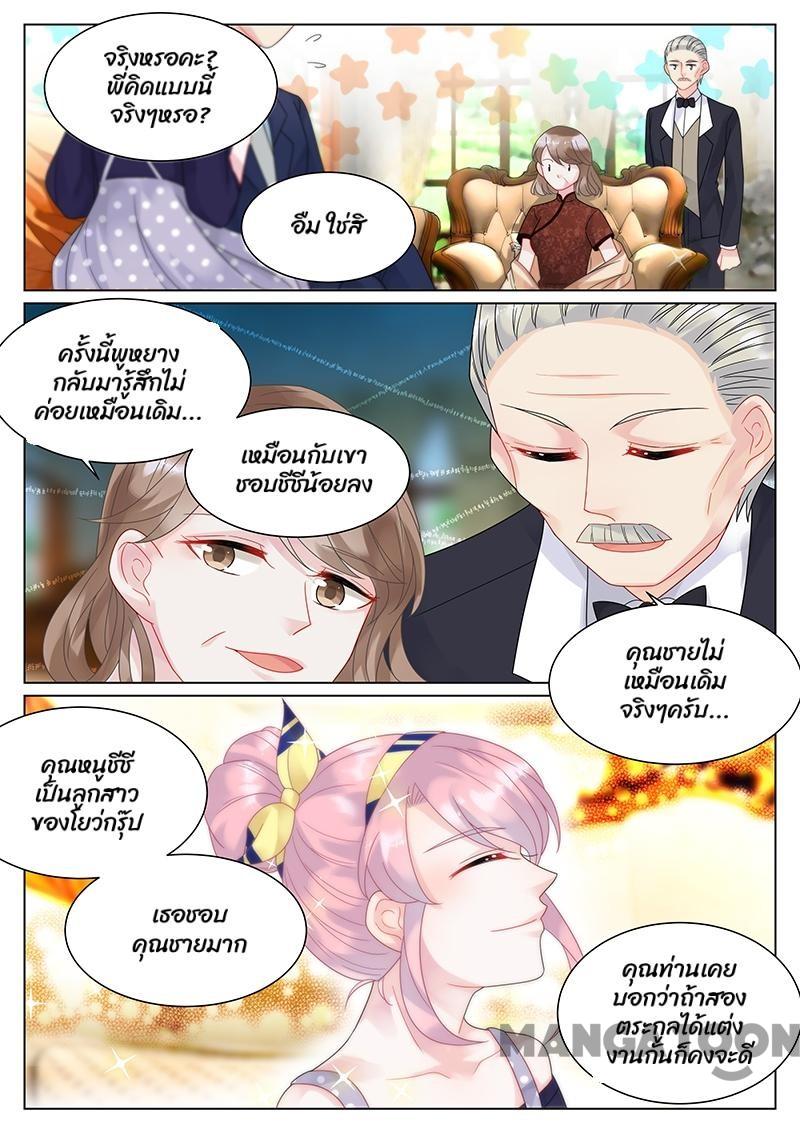 จริงหรอคะ?
พี่คิดแบบนี้
จริงๆหรอ?
อืม ใช่สิ
ครั้งนี้พูหยาง
กลับมารู้สึกไม่
ค่อยเหมือนเดิม...
เหมือนกับเขา
ชอบชีชีน้อยลง
คุณชายไม่
เหมือนเดิม
จริงๆครับ...
คุณหนูชีชี
เป็นลูกสาว
ของโยว่กรุ๊ป
เธอชอบ
คุณชายมาก
คุณท่านเคย
บอกว่าถ้าสอง
ตระกูลได้แต่ง
งานกันก็คงจะดี
MANGATOON